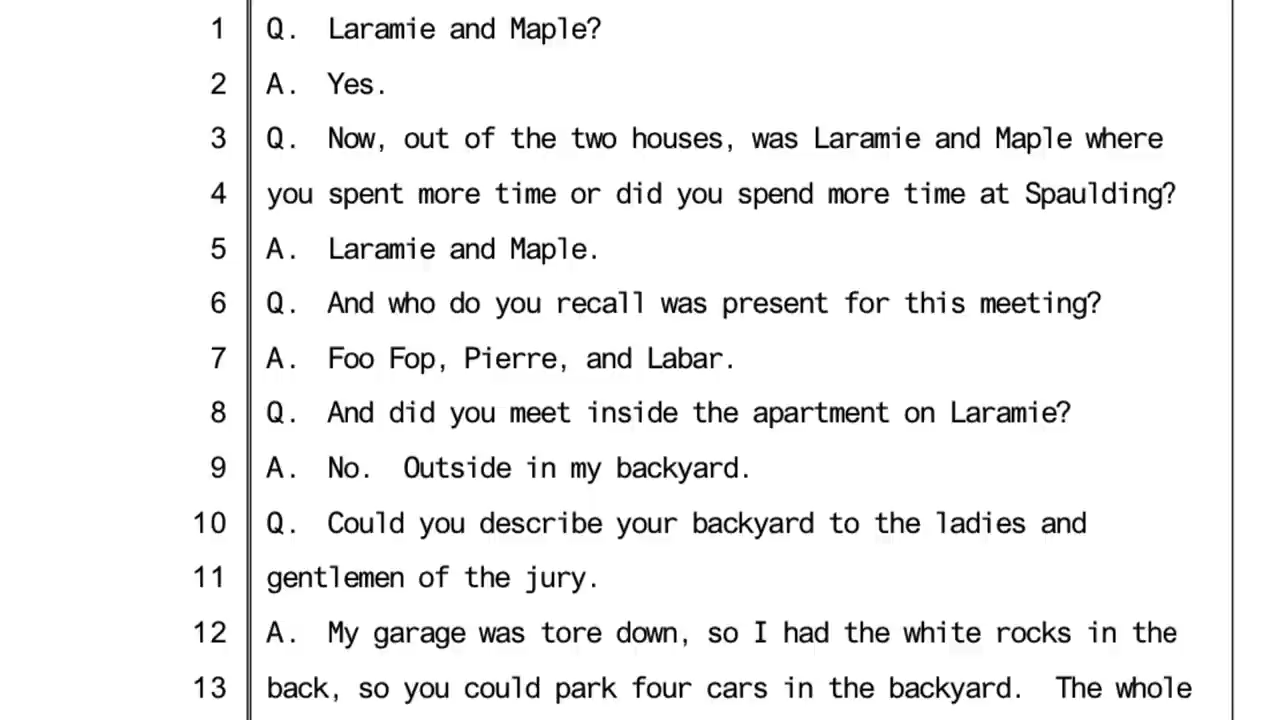 1 Q. Laramie and Maple?
2 A. Yes.
3 Q. Now, out of the two houses, was Laramie and Maple where
4 you spent more time or did you spend more time at Spaulding?
5 A. Laramie and Maple.
6 Q. And who do you recall was present for this meeting?
7 A. Foo Fop, Pierre, and Labar.
8 Q. And did you meet inside the apartment on Laramie?
9 A. No. Outside in my backyard.
10 Q. Could you describe your backyard to the ladies and
11 gentlemen of the jury.
12 A. My garage was tore down, so I had the white rocks in the
13 back, so you could park four cars in the backyard. The whole